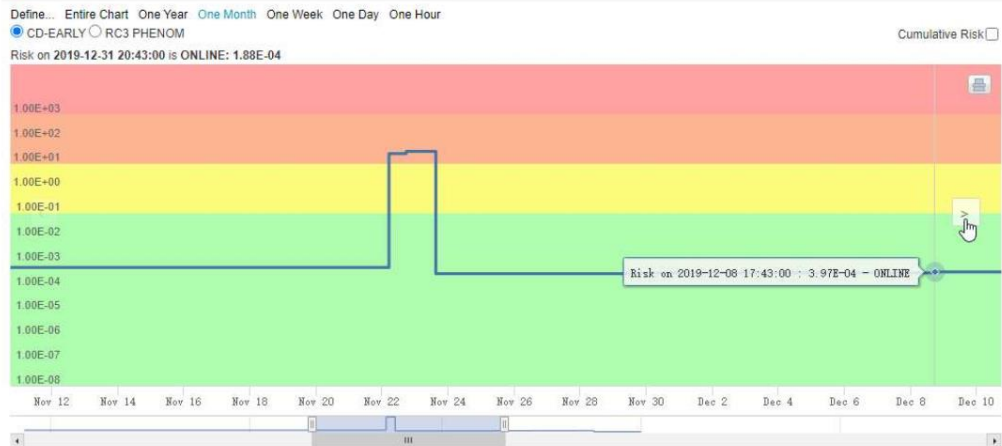 Define... Entire Chart One Year One Month One Week One Day One Hour
CD-EARLY RC3 PHENOM
Cumulative Risk
Risk on 2019-12-31 20:43:00 is ONLINE: 1.88E-04
1.00E+03
1.00E+02
1.00E+01
1.00E+00
1.00E-01
>
1.00E-02
1.00E-03
Risk on 2019-12-08 17:43:00 : 3.97E-04 - ONLINE
1.00E-04
1.00E-05
1.00E-06
1.00E-07
1.00E-08
Nov 12 Nov 14 Nov 16 Nov 18 Nov 20 Nov 22 Nov 24 Nov 26 Nov 28 Nov 30 Dec 2 Dec 4 Dec 6 Dec 8 Dec 10